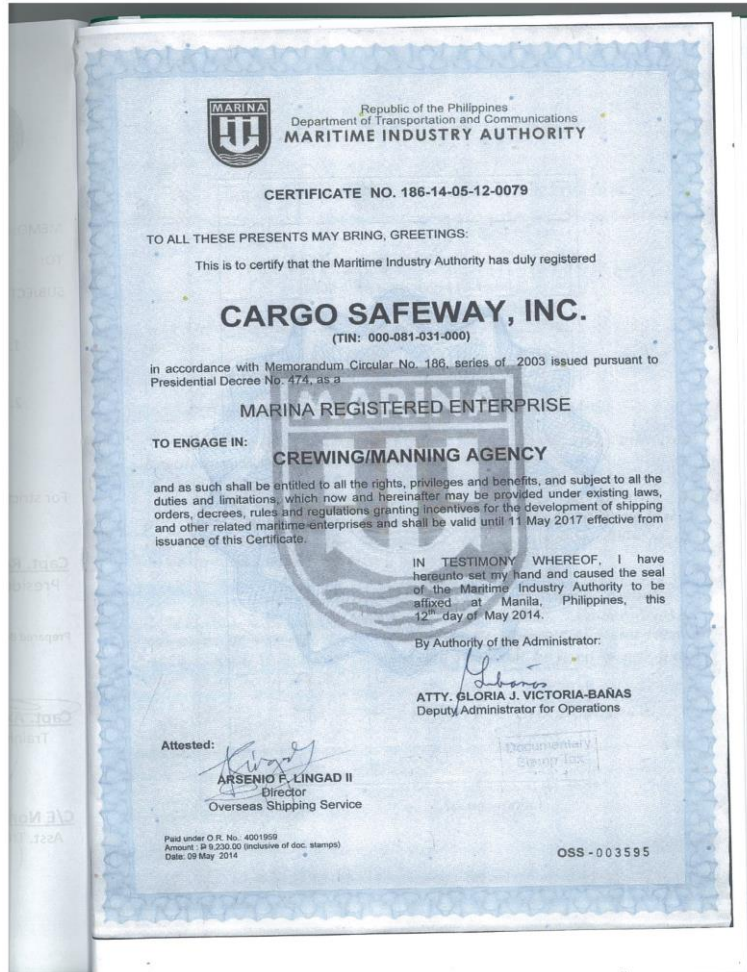 MARINA
Republic of the Philippines
Department of Transportation and Communications
MARITIME INDUSTRY AUTHORITY
CERTIFICATE NO. 186-14-05-12-0079
TO ALL THESE PRESENTS MAY BRING, GREETINGS:
This is to certify that the Maritime Industry Authority has duly registered
CARGO SAFEWAY, INC.
(TIN: 000-081-031-000)
in accordance with Memorandum Circular No. 186, series of 2003 issued pursuant to
Presidential Decree No. 474, as a
MARINA
MARINA REGISTERED ENTERPRISE
TO ENGAGE IN:
CREWING/MANNING AGENCY
and as such shall be entitled to all the rights, privileges and benefits, and subject to all the
duties and limitations, which now and hereinafter may be provided under existing laws,
orders, decrees, rules and regulations granting incentives for the development of shipping
and other related maritime enterprises and shall be valid until 11 May 2017 effective from
issuance of this Certificate.
IN TESTIMONY WHEREOF, I have
hereunto set my hand and caused the seal
of the Maritime Industry Authority to be
affixed at Manila, Philippines, this
12th day of May 2014.
By Authority of the Administrator:
ATTY. GLORIA J. VICTORIA-BAÑAS
Deputy Administrator for Operations
Documentary
Stamp Tax
Attested:
ARSENIO F. LINGAD II
Director
Overseas Shipping Service
Paid under O.R. No. 4001959
Amount : P 9,230.00 (inclusive of doc. stamps)
Date: 09 May 2014
OSS - 003595